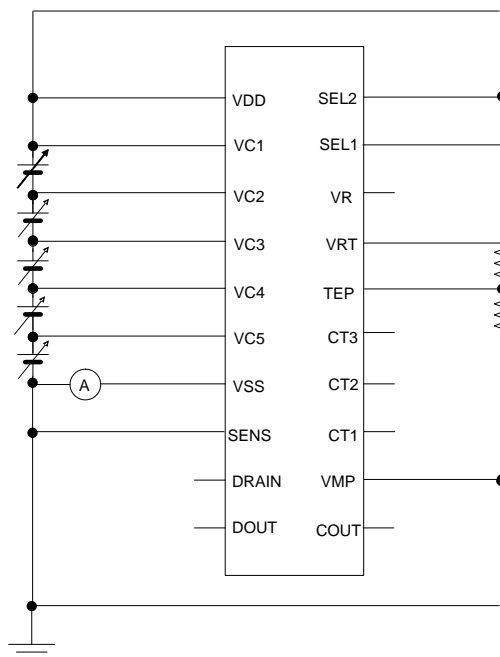 VDD SEL2
VC1 SEL1
VC2 VR
VC3 VRT
VC4 TEP
VC5 CT3
A VSS CT2
SENS CT1
DRAIN VMP
DOUT COUT